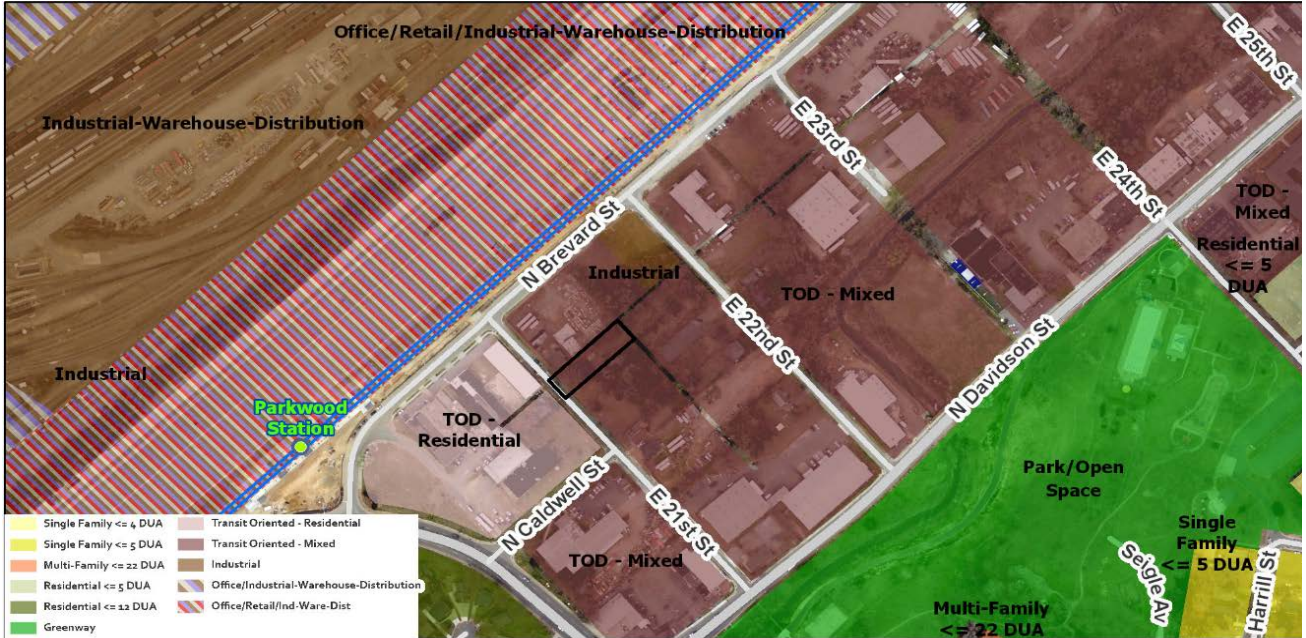 Office/Retail/Industrial-Warehouse-Distribution
E 25th St
Industrial-Warehouse-Distribution
E 23rd St
E 24th St
TOD -
Mixed
N Brevard St
Residential
<= 5
DUA
Industrial
TOD - Mixed
E 22nd St
N Davidson St
Industrial
Parkwood
Station
TOD -
Residential
Park/Open
Space
N Caldwell St
E 21st St
Single
Family
<= 5 DUA
TOD - Mixed
Seigle Av
Harrill St
Multi-Family
<= 22 DUA
Single Family <= 4 DUA
Single Family <= 5 DUA
Multi-Family <= 22 DUA
Residential <= 5 DUA
Residential <= 12 DUA
Greenway
Transit Oriented - Residential
Transit Oriented - Mixed
Industrial
Office/Industrial-Warehouse-Distribution
Office/Retail/Ind-Ware-Dist